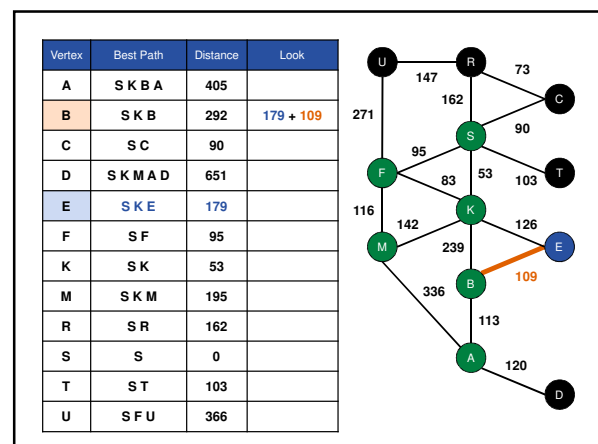 Vertex Best Path Distance Look
A S K B A 405
B S K B 292 179 + 109
C S C 90
D S K M A D 651
E S K E 179
F S F 95
K S K 53
M S K M 195
R S R 162
S S 0
T S T 103
U S F U 366
U R
147 73
C
271 162
90
S
95
103 T
F 83 53
K
116 142 126
M 239 E
109
B
336
113
A
120
D